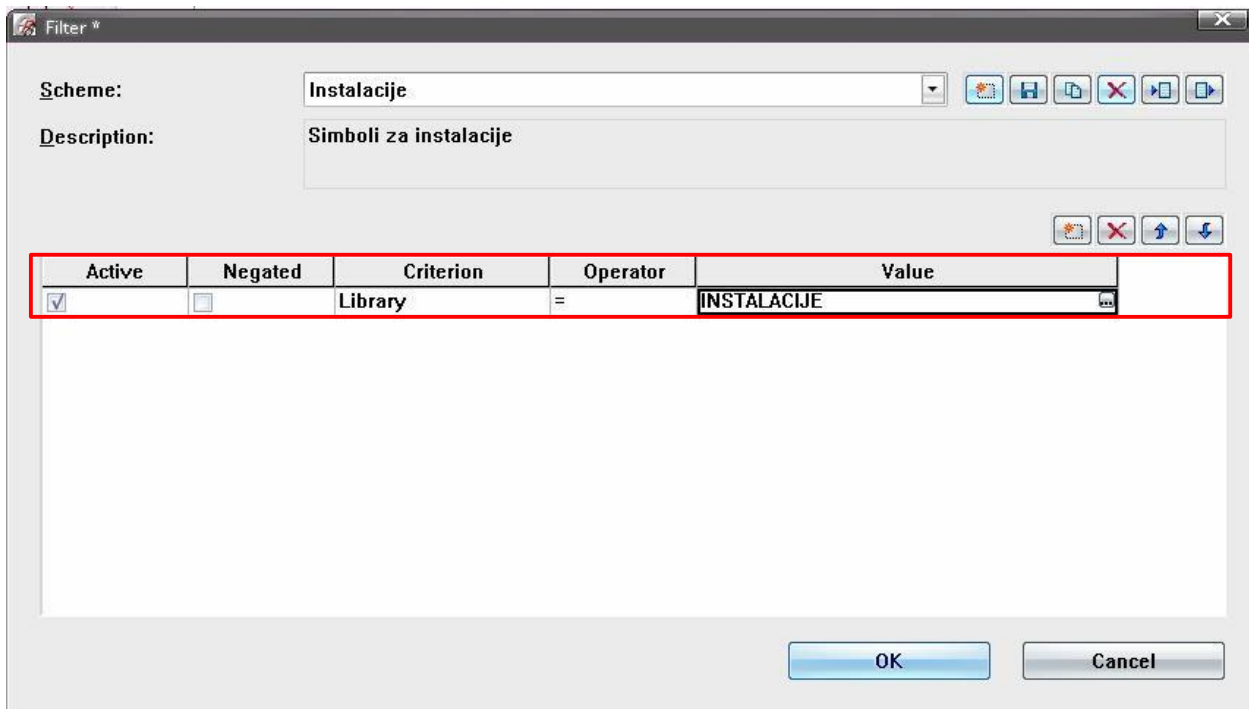 Filter *
Scheme: Instalacije
Description: Simboli za instalacije
Active Negated Criterion Operator Value
Library = INSTALACIJE ...
OK Cancel